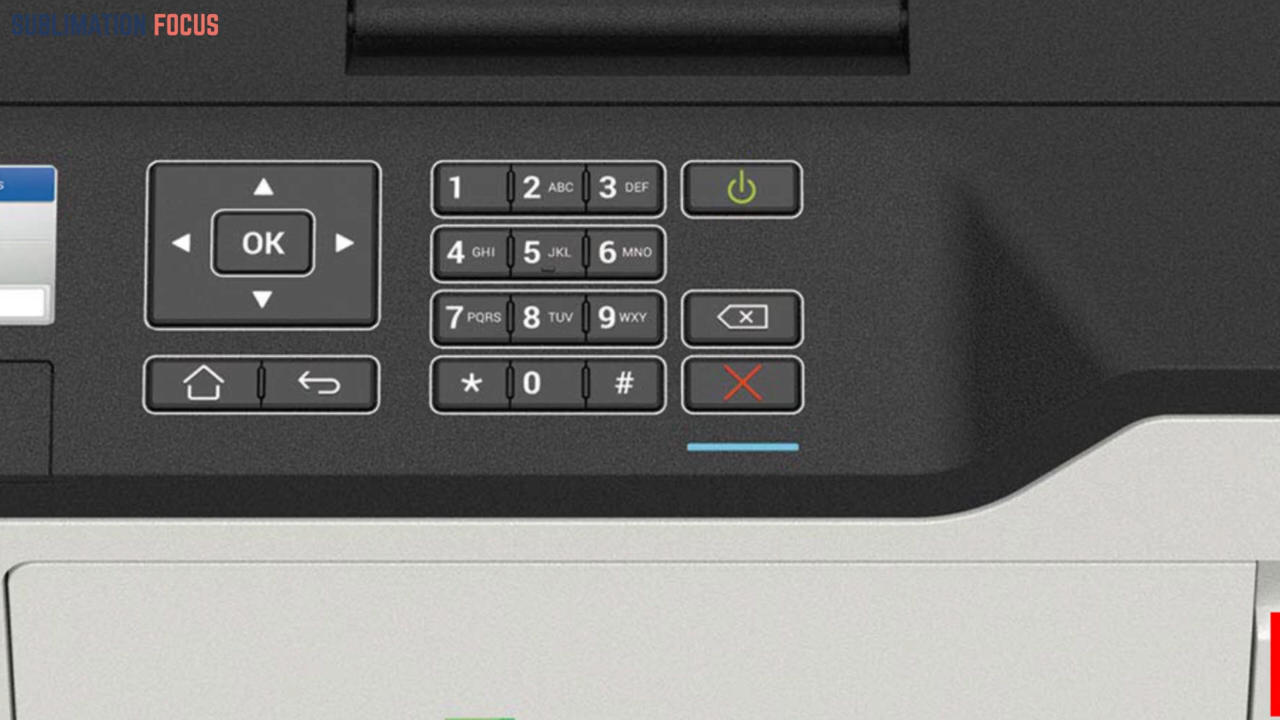 SUBLIMATION FOCUS
s
OK
1
2 ABC
3 DEF
4 GHI
5 JKL
6 MNO
7 PQRS
8 TUV
9 WXY
*
0
#